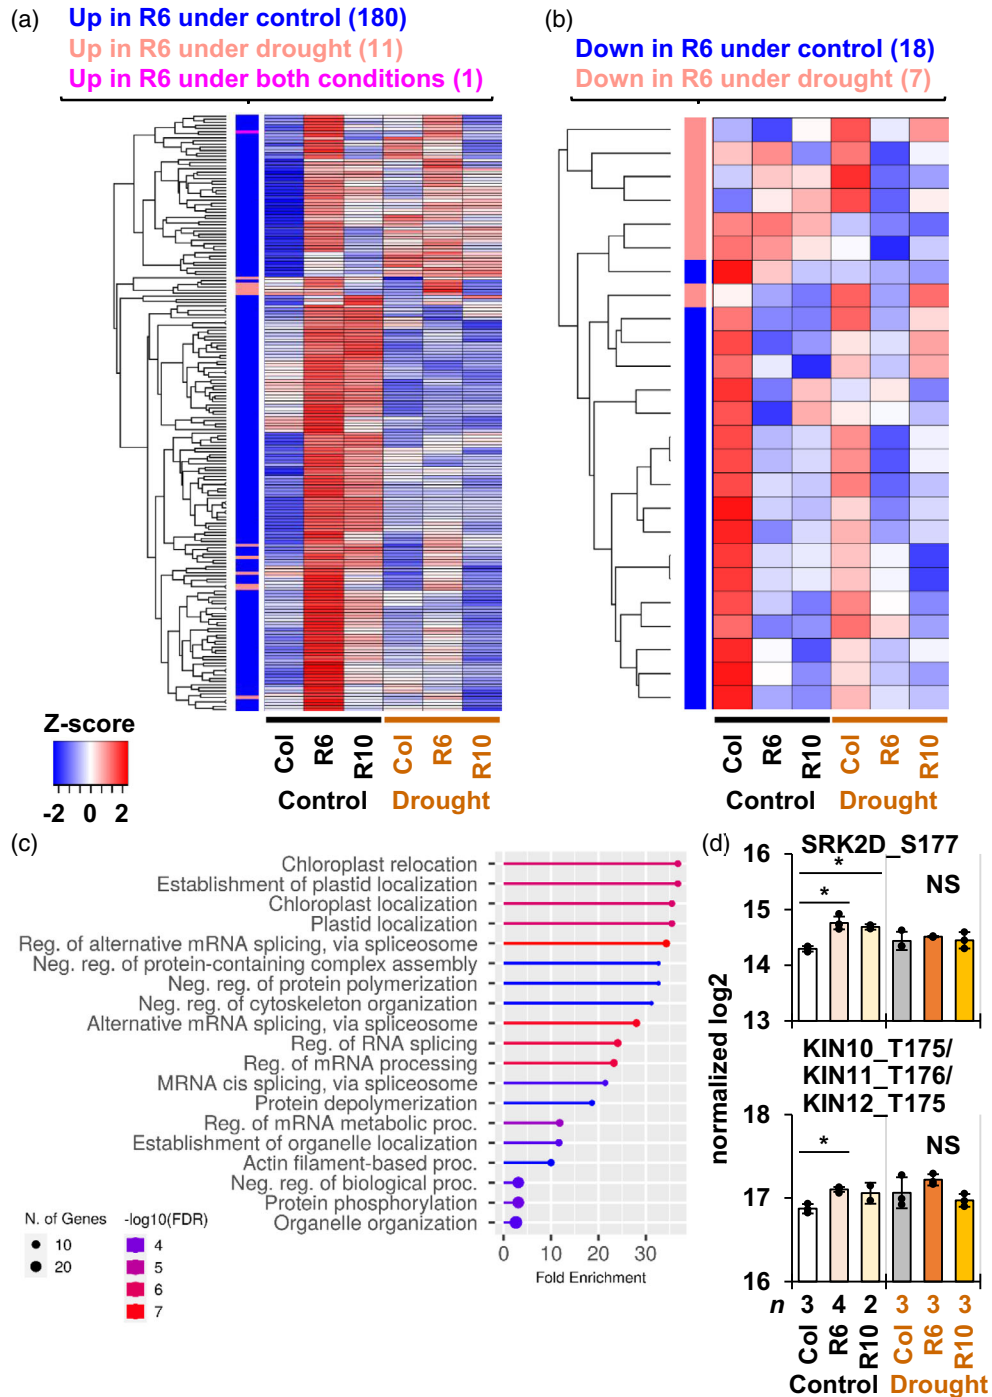 (a)
Up in R6 under control (180)
Up in R6 under drought (11)
Up in R6 under both conditions (1)
(b)
Down in R6 under control (18)
Down in R6 under drought (7)
Z-score
-2 0 2
Col R6 R10 Col R6 R10
Control Drought
Col R6 R10 Col R6 R10
Control Drought
(c)
Chloroplast relocation
Establishment of plastid localization
Chloroplast localization
Plastid localization
Reg. of alternative mRNA splicing, via spliceosome
Neg. reg. of protein-containing complex assembly
Neg. reg. of protein polymerization
Neg. reg. of cytoskeleton organization
Alternative mRNA splicing, via spliceosome
Reg. of RNA splicing
Reg. of mRNA processing
MRNA cis splicing, via spliceosome
Protein depolymerization
Reg. of mRNA metabolic proc.
Establishment of organelle localization
Actin filament-based proc.
Neg. reg. of biological proc.
Protein phosphorylation
Organelle organization
0 10 20 30
Fold Enrichment
N. of Genes
10
20
-log10(FDR)
4
5
6
7
(d)
SRK2D_S177
16
15
14
13
* *
NS
normalized log2
KIN10_T175/
KIN11_T176/
KIN12_T175
18
17
16
*
NS
n 3 4 2 3 3 3
Col R6 R10 Col R6 R10
Control Drought